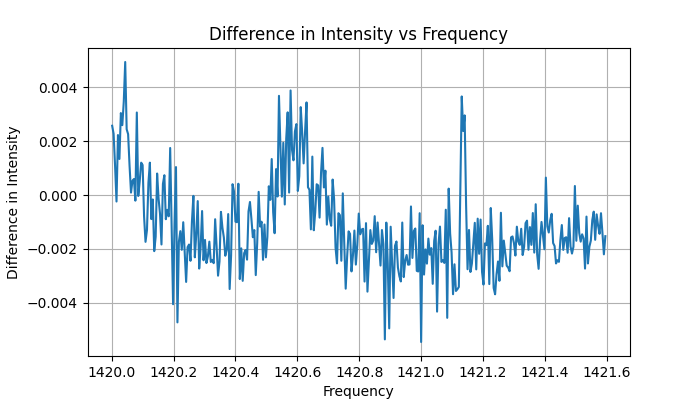 Difference in Intensity vs Frequency
Difference in Intensity
0.004
0.002
0.000
−0.002
−0.004
1420.0 1420.2 1420.4 1420.6 1420.8 1421.0 1421.2 1421.4 1421.6
Frequency